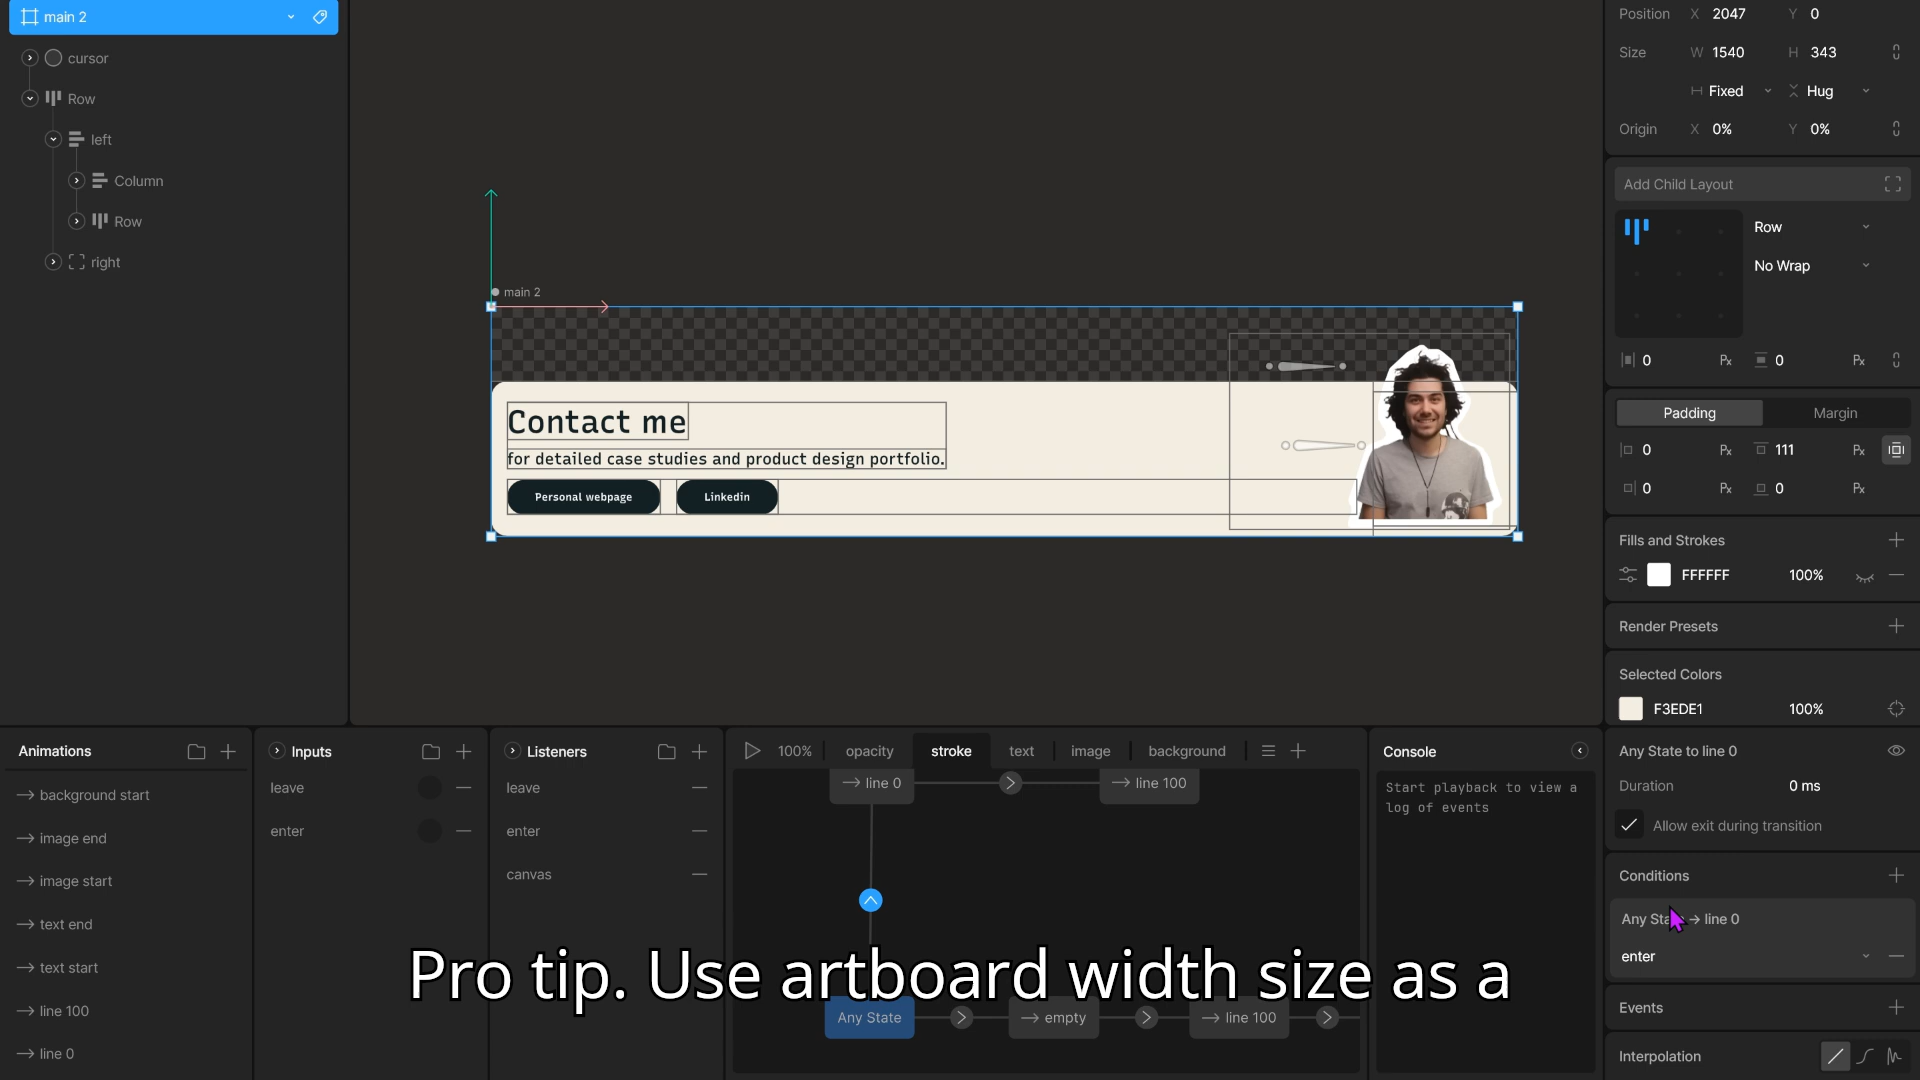 main 2
cursor
Row
left
Column
Row
right
main 2
Contact me
for detailed case studies and product design portfolio.
Personal webpage
Linkedin
Position X 2047 Y 0
Size W 1540 H 343
Fixed Hug
Origin X 0% Y 0%
Add Child Layout
Row
No Wrap
0 Px 0 Px
Padding Margin
0 Px 111 Px
0 Px 0 Px
Fills and Strokes
FFFFFF 100%
Render Presets
Selected Colors
F3EDE1 100%
Animations
background start
image end
image start
text end
text start
line 100
line 0
Inputs
leave
enter
Listeners
leave
enter
canvas
100% opacity stroke text image background
line 0
line 100
Any State
empty
line 100
Console
Start playback to view a
log of events
Any State to line 0
Duration 0 ms
Allow exit during transition
Conditions
Any State → line 0
enter
Events
Interpolation
Pro tip. Use artboard width size as a